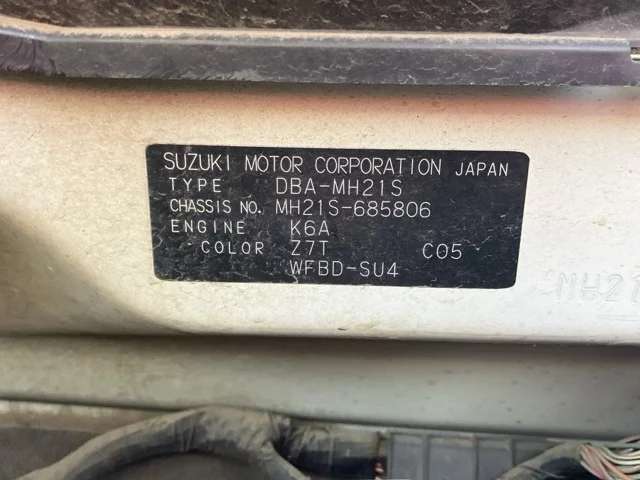 SUZUKI MOTOR CORPORATION JAPAN
TYPE DBA-MH21S
CHASSIS NO. MH21S-685806
ENGINE K6A
COLOR Z7T C05
WFBD-SU4
MH21